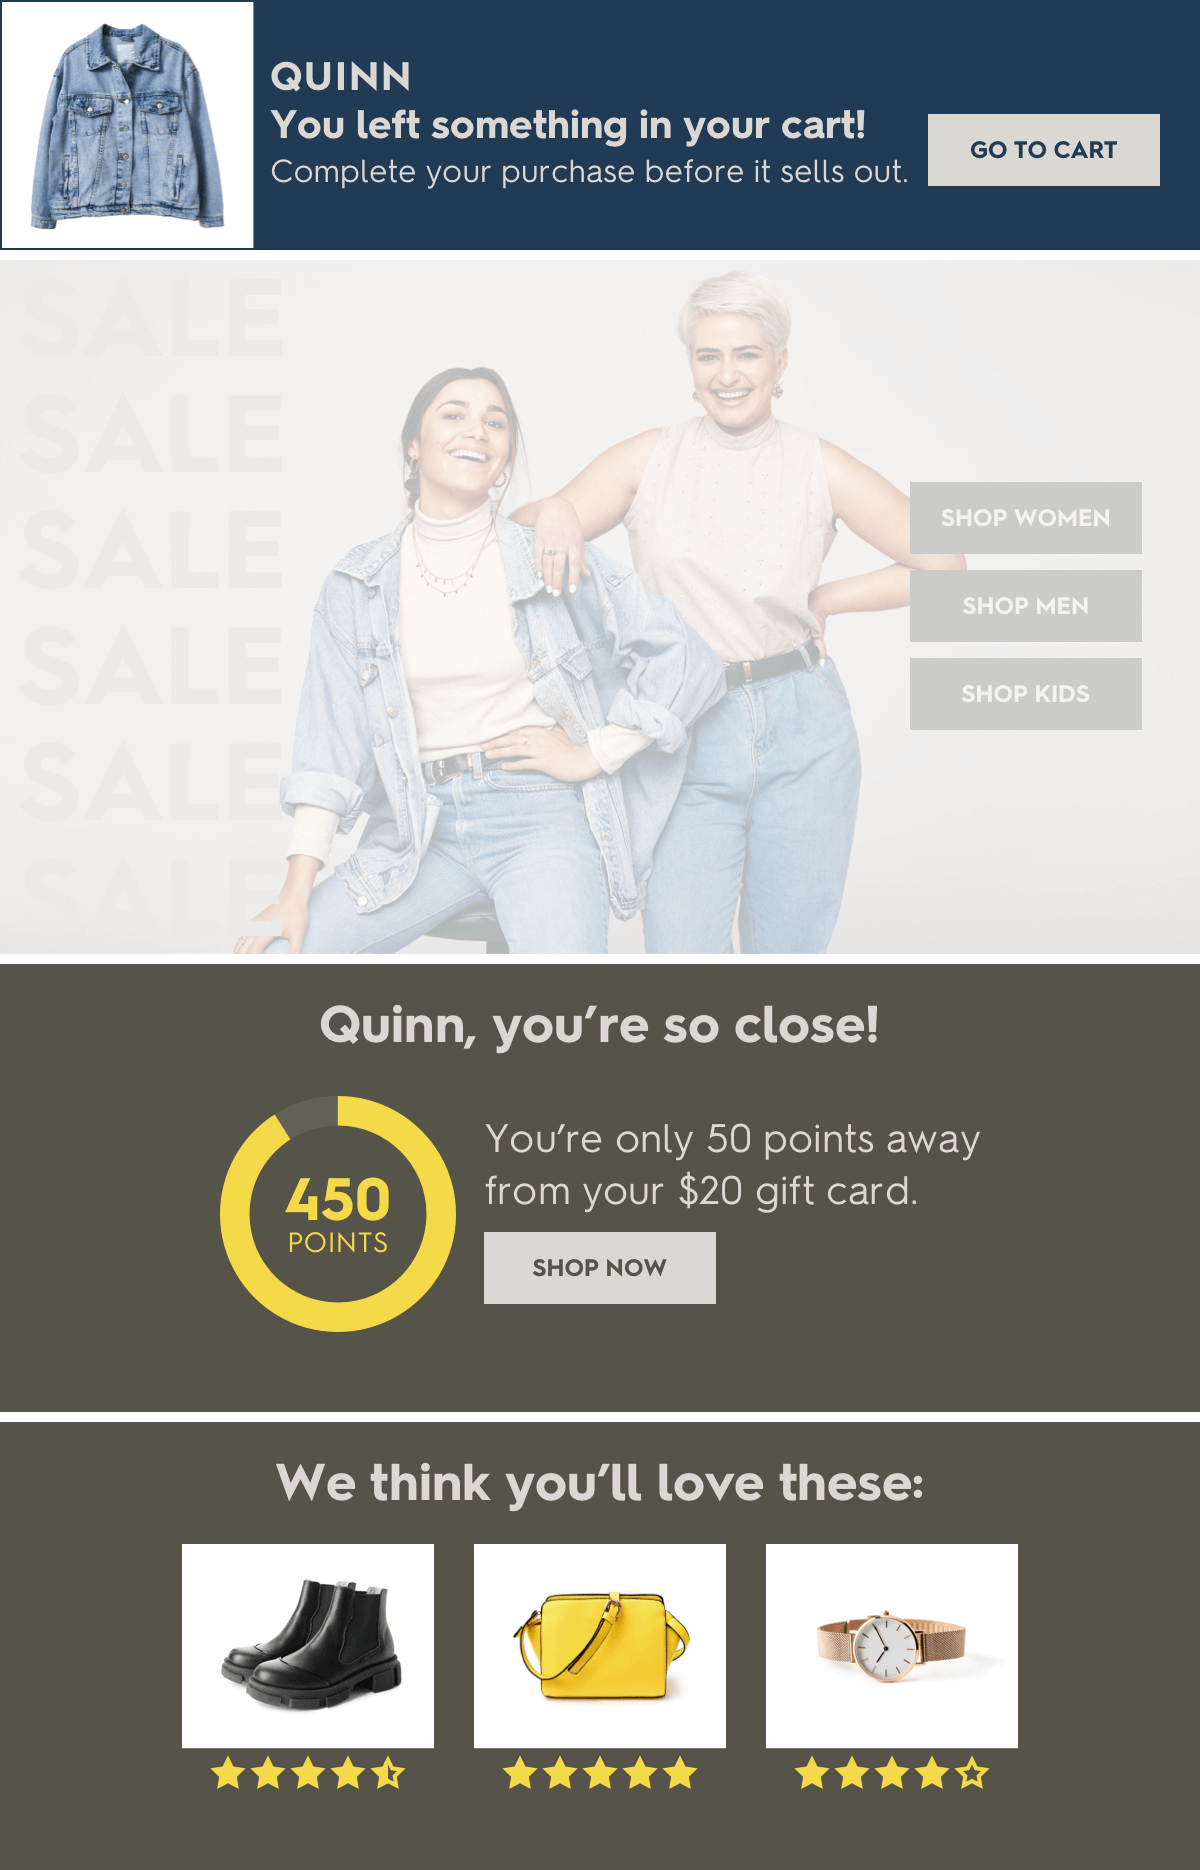 QUINN
You left something in your cart!
Complete your purchase before it sells out.
GO TO CART
SALE
SALE
SALE
SALE
SALE
SALE
SHOP WOMEN
SHOP MEN
SHOP KIDS
Quinn, you’re so close!
450
POINTS
You’re only 50 points away
from your $20 gift card.
SHOP NOW
We think you’ll love these: